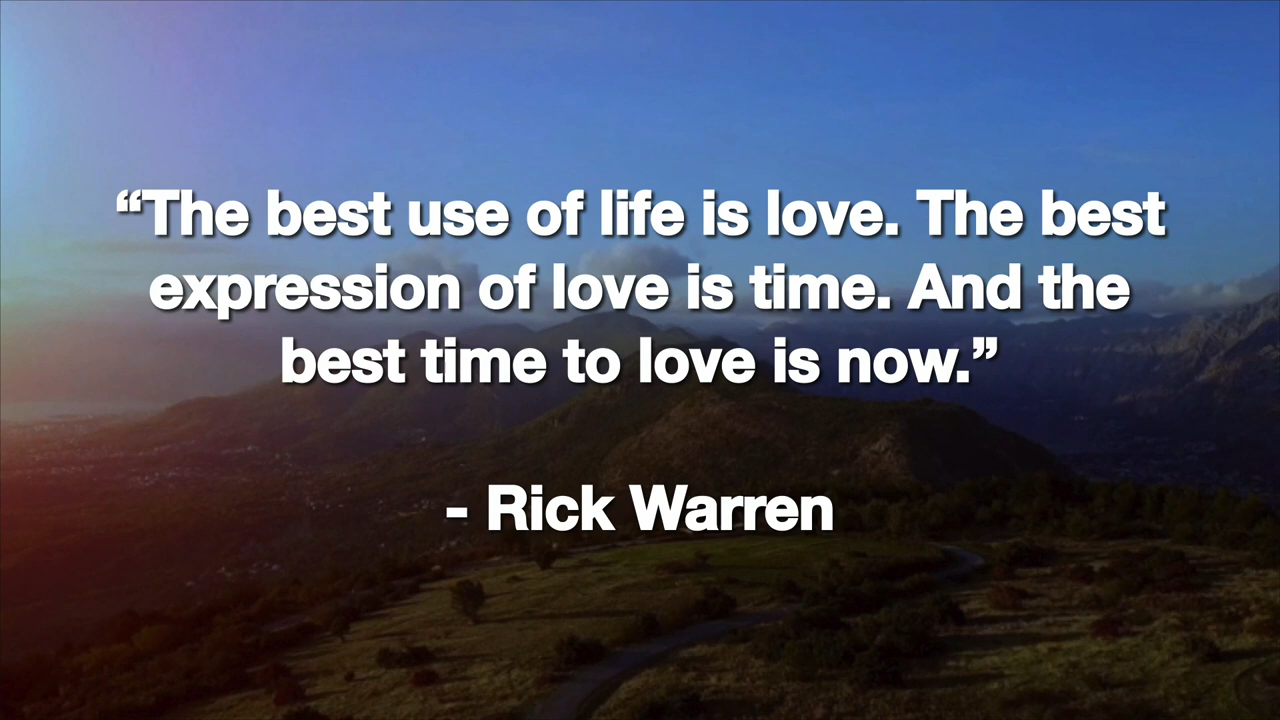 “The best use of life is love. The best
expression of love is time. And the
best time to love is now.”
- Rick Warren